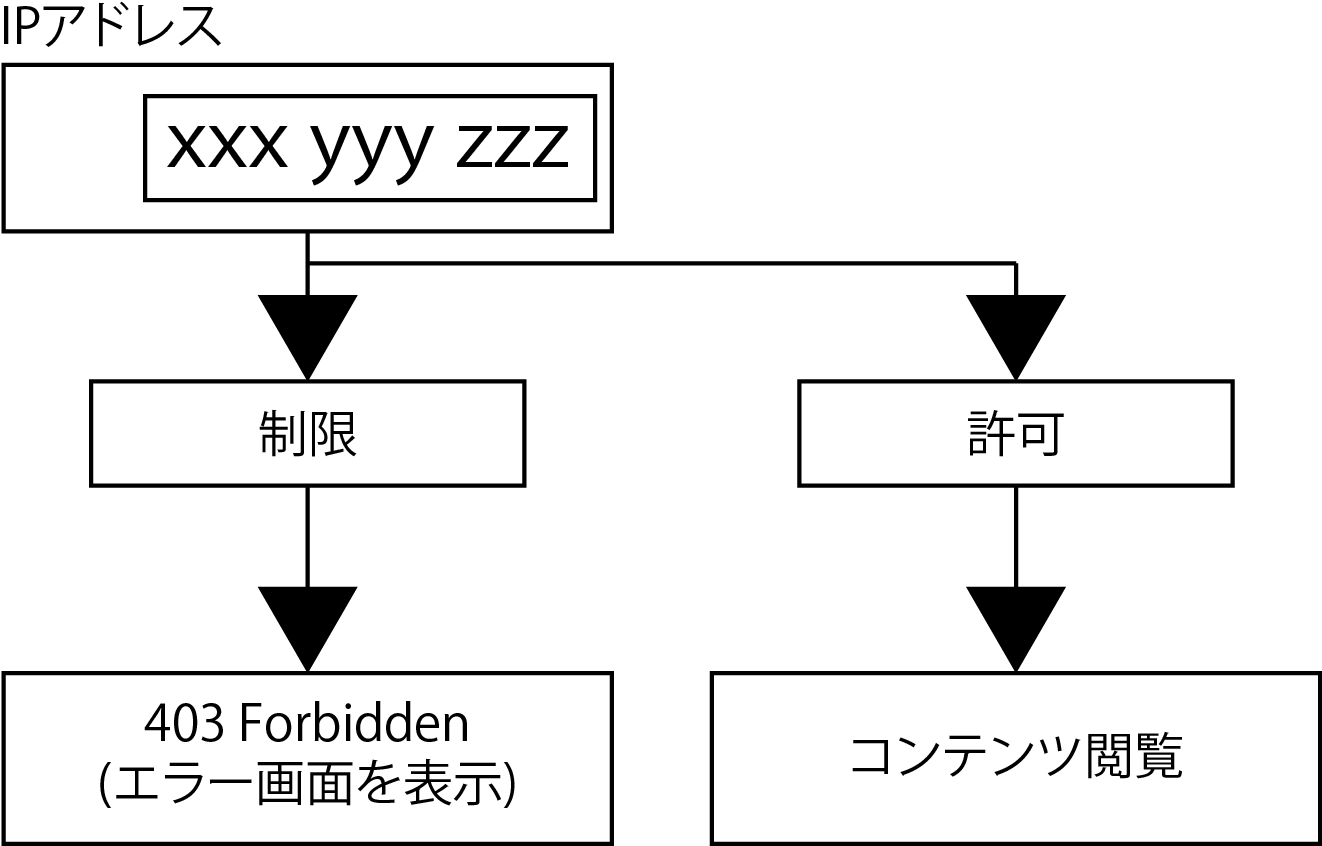 IPアドレス
xxx yyy zzz
制限
許可
403 Forbidden
(エラー画面を表示)
コンテンツ閲覧